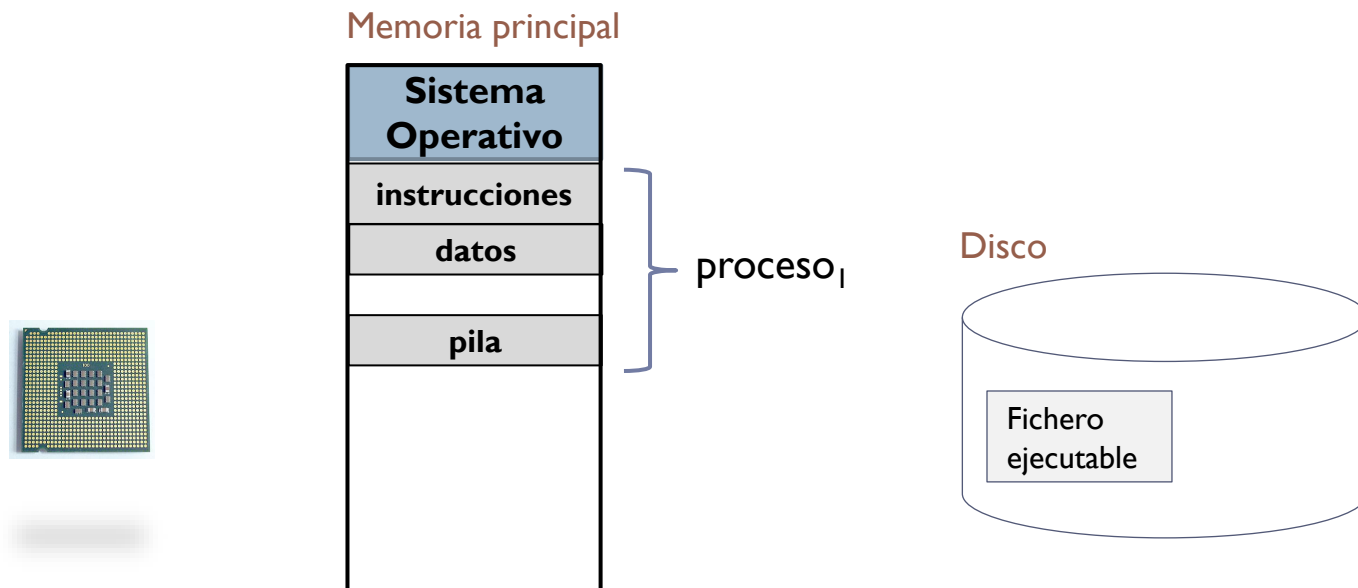 Memoria principal
Sistema
Operativo
instrucciones
datos
pila
proceso₁
Disco
Fichero
ejecutable